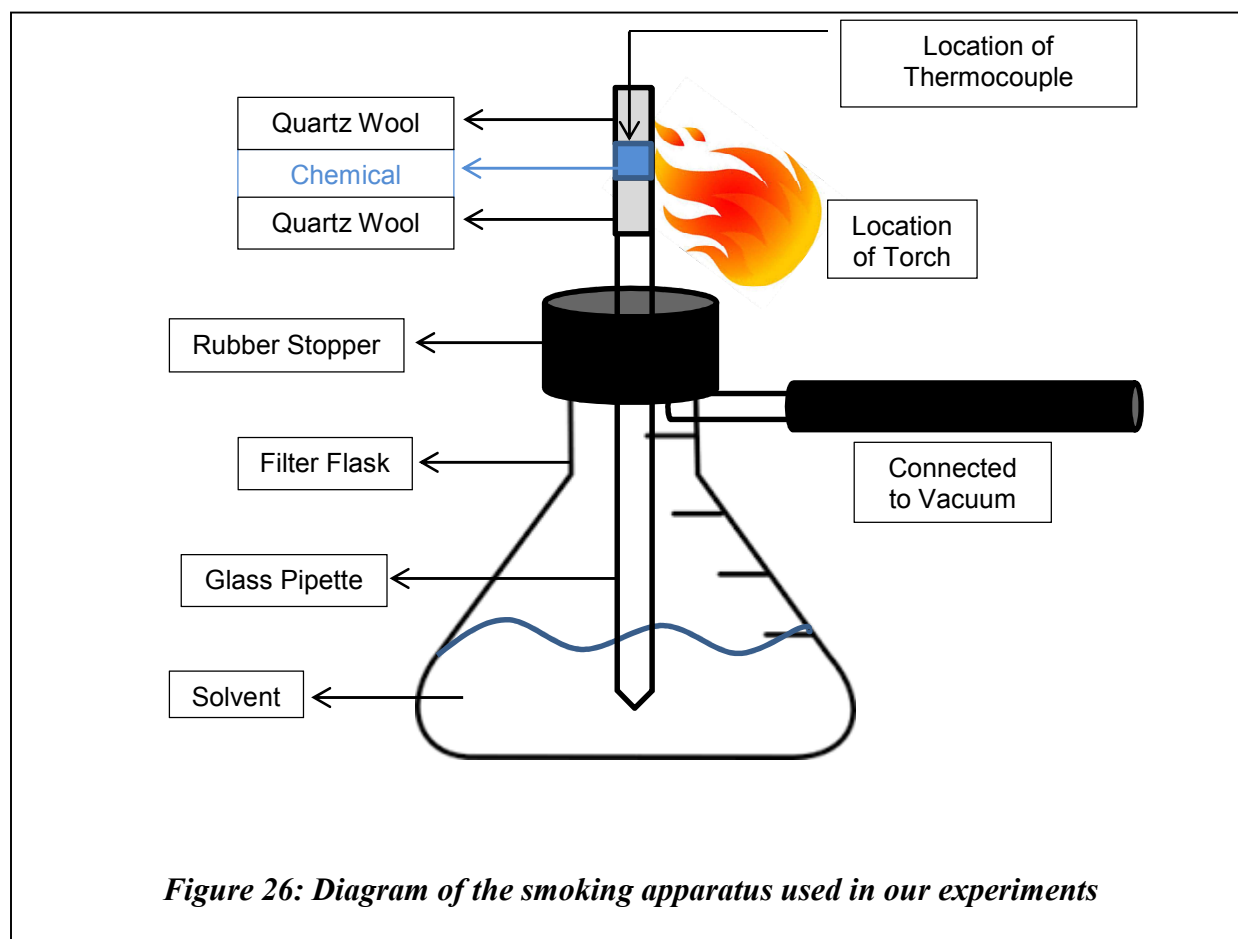 Location of
Thermocouple
Quartz Wool
Chemical
Quartz Wool
Location
of Torch
Rubber Stopper
Filter Flask
Connected
to Vacuum
Glass Pipette
Solvent
Figure 26: Diagram of the smoking apparatus used in our experiments